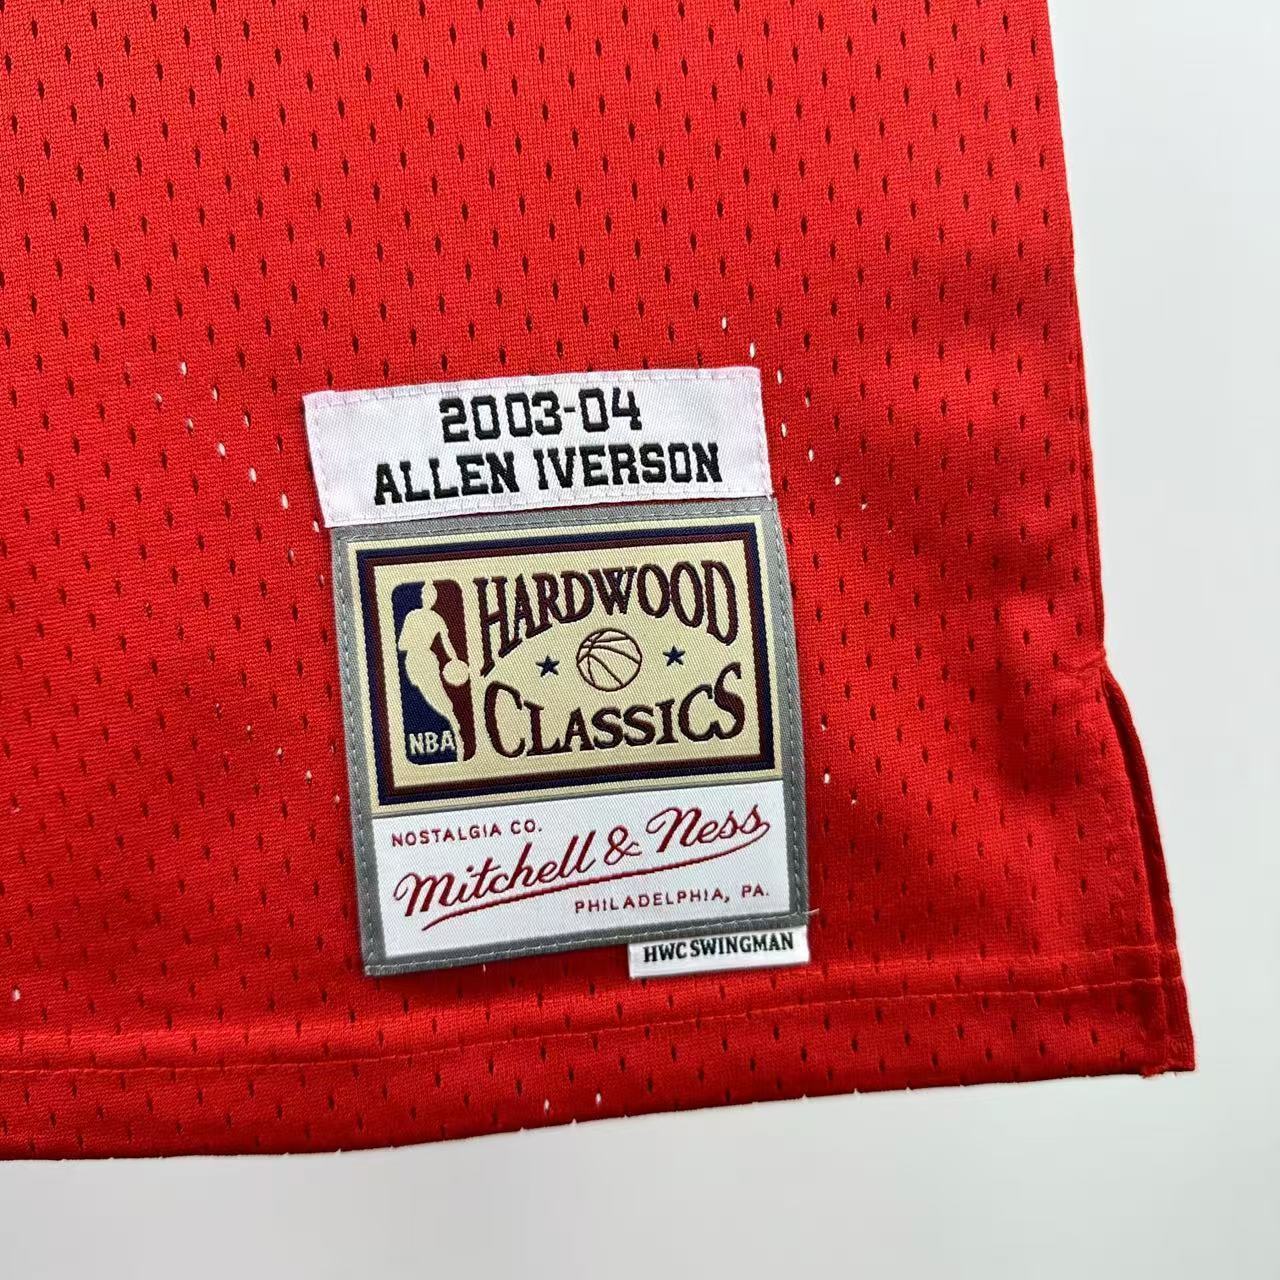 2003-04
ALLEN IVERSON
HARDWOOD
CLASSICS
NBA
NOSTALGIA CO.
Mitchell & Ness
PHILADELPHIA, PA.
HWC SWINGMAN